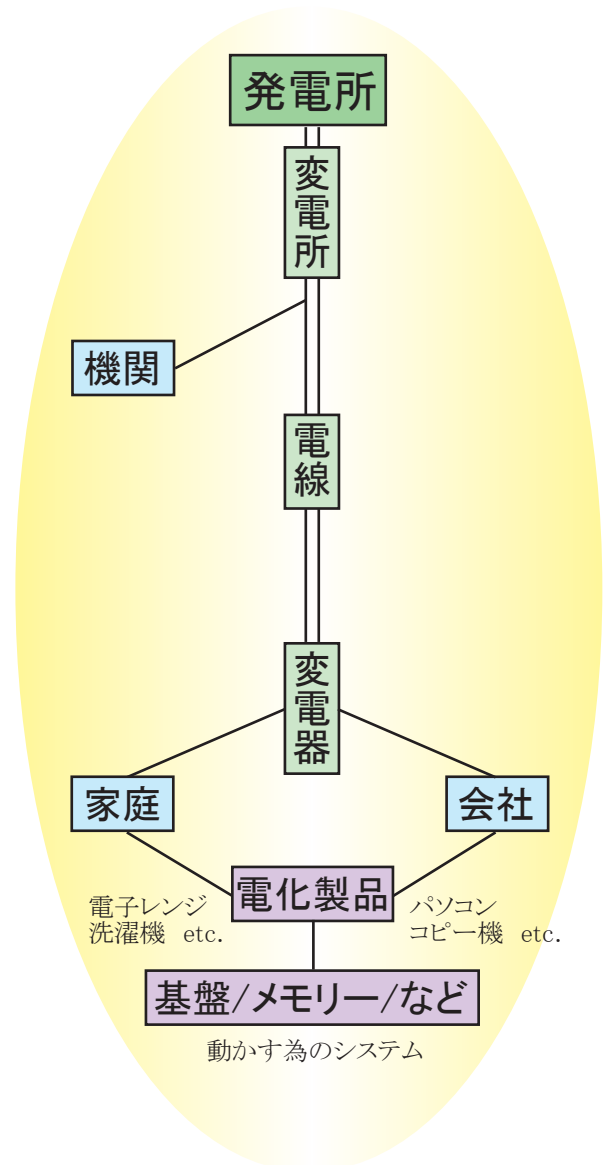 発電所
変電所
機関
電線
変電器
家庭
会社
電化製品
電子レンジ
洗濯機 etc.
パソコン
コピー機 etc.
基盤/メモリー/など
動かす為のシステム